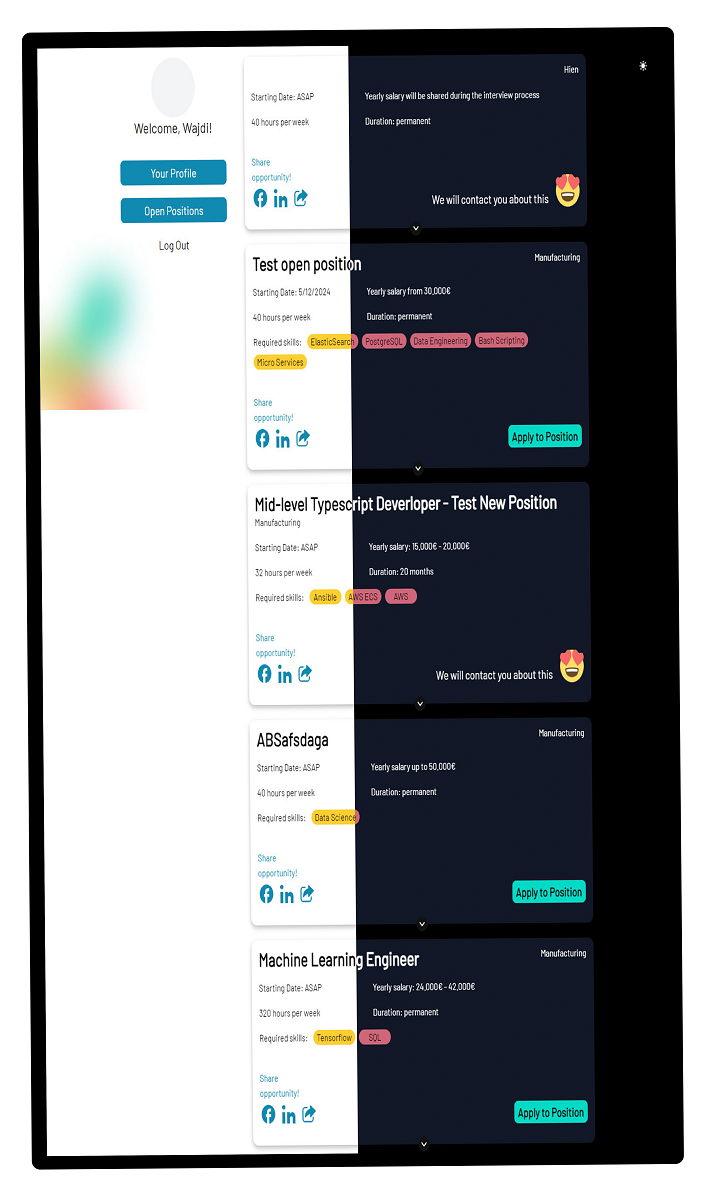 Welcome, Wajdi!
Your Profile
Open Positions
Log Out
Hien
Starting Date: ASAP
Yearly salary will be shared during the interview process
40 hours per week
Duration: permanent
Share
opportunity!
We will contact you about this
Test open position
Manufacturing
Starting Date: 5/12/2024
Yearly salary from 30,000€
40 hours per week
Duration: permanent
Required skills: ElasticSearch PostgreSQL Data Engineering Bash Scripting
Micro Services
Share
opportunity!
Apply to Position
Mid-level Typescript Deverloper - Test New Position
Manufacturing
Starting Date: ASAP
Yearly salary: 15,000€ - 20,000€
32 hours per week
Duration: 20 months
Required skills: Ansible AWS ECS AWS
Share
opportunity!
We will contact you about this
ABSafsdaga
Manufacturing
Starting Date: ASAP
Yearly salary up to 50,000€
40 hours per week
Duration: permanent
Required skills: Data Science
Share
opportunity!
Apply to Position
Machine Learning Engineer
Manufacturing
Starting Date: ASAP
Yearly salary: 24,000€ - 42,000€
320 hours per week
Duration: permanent
Required skills: Tensorflow SQL
Share
opportunity!
Apply to Position